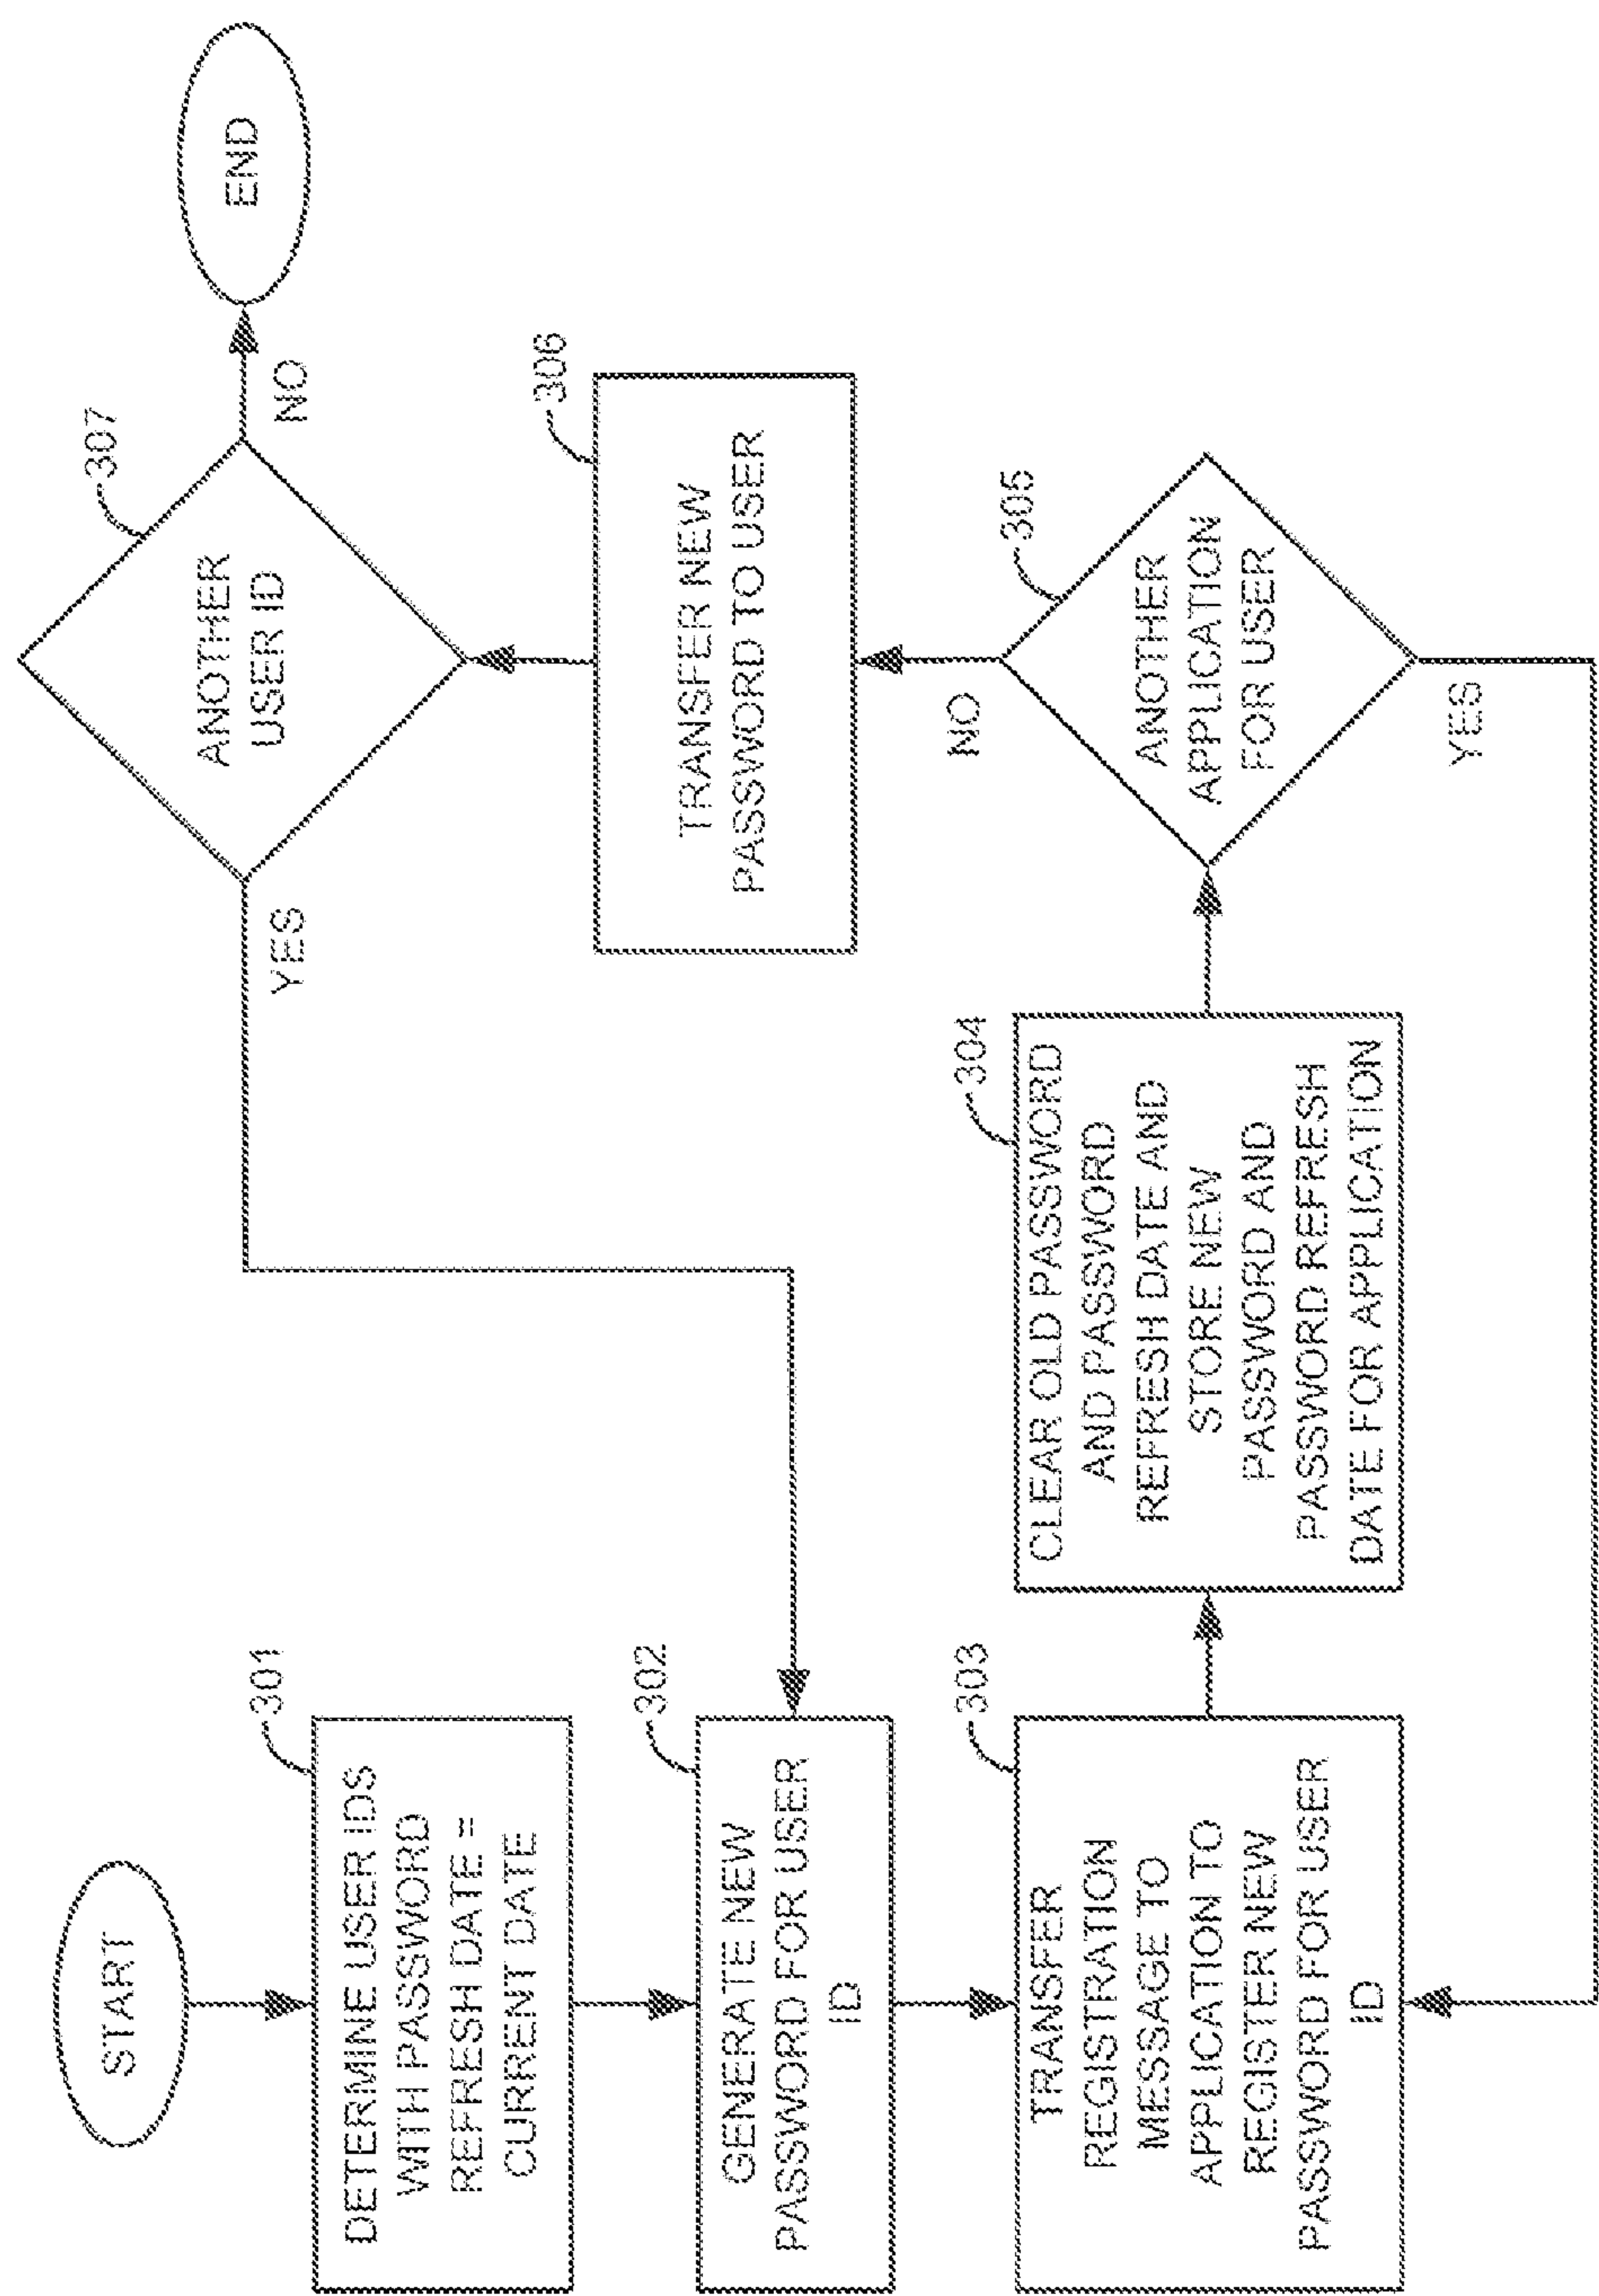 START
301
DETERMINE USER IDS
WITH PASSWORD
REFRESH DATE =
CURRENT DATE
302
GENERATE NEW
PASSWORD FOR USER
ID
303
TRANSFER
REGISTRATION
MESSAGE TO
APPLICATION TO
REGISTER NEW
PASSWORD FOR USER
ID
304
CLEAR OLD PASSWORD
AND PASSWORD
REFRESH DATE AND
STORE NEW
PASSWORD AND
PASSWORD REFRESH
DATE FOR APPLICATION
305
ANOTHER
APPLICATION
FOR USER
YES
NO
306
TRANSFER NEW
PASSWORD TO USER
307
ANOTHER
USER ID
YES
NO
END